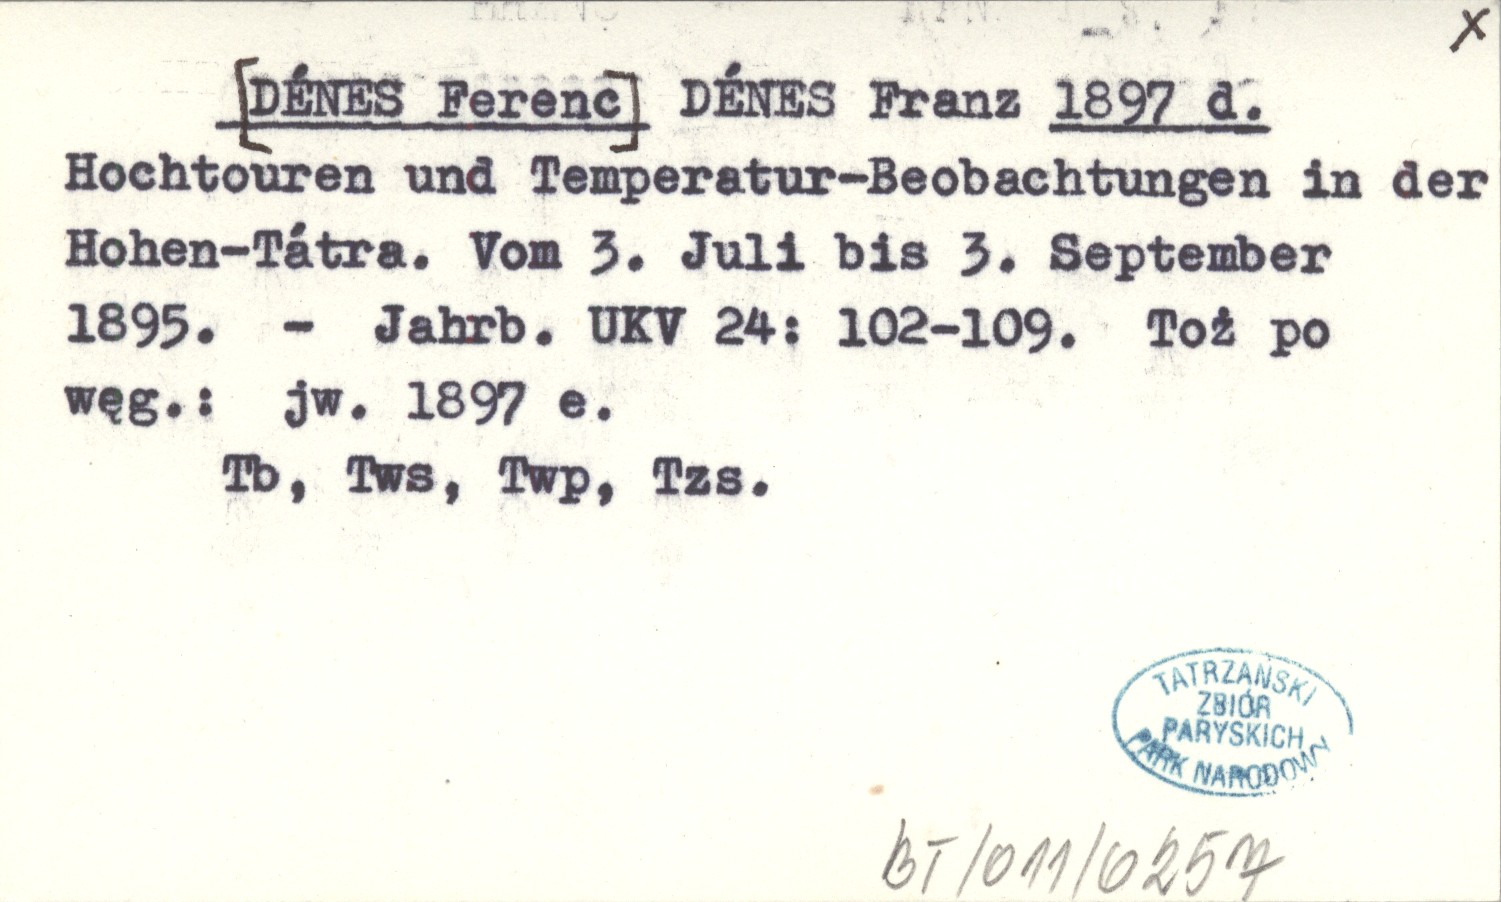 x
[DÉNES Ferenc] DÉNES Franz 1897 d.
Hochtouren und Temperatur-Beobachtungen in der
Hohen-Tátra. Vom 3. Juli bis 3. September
1895. - Jahrb. UKV 24: 102-109. Toż po
węg.: jw. 1897 e.
Tb, Tws, Twp, Tzs.
TATRZAŃSKI
ZBIÓR
PARYSKICH
PARK NARODOWY
BT/011/0257